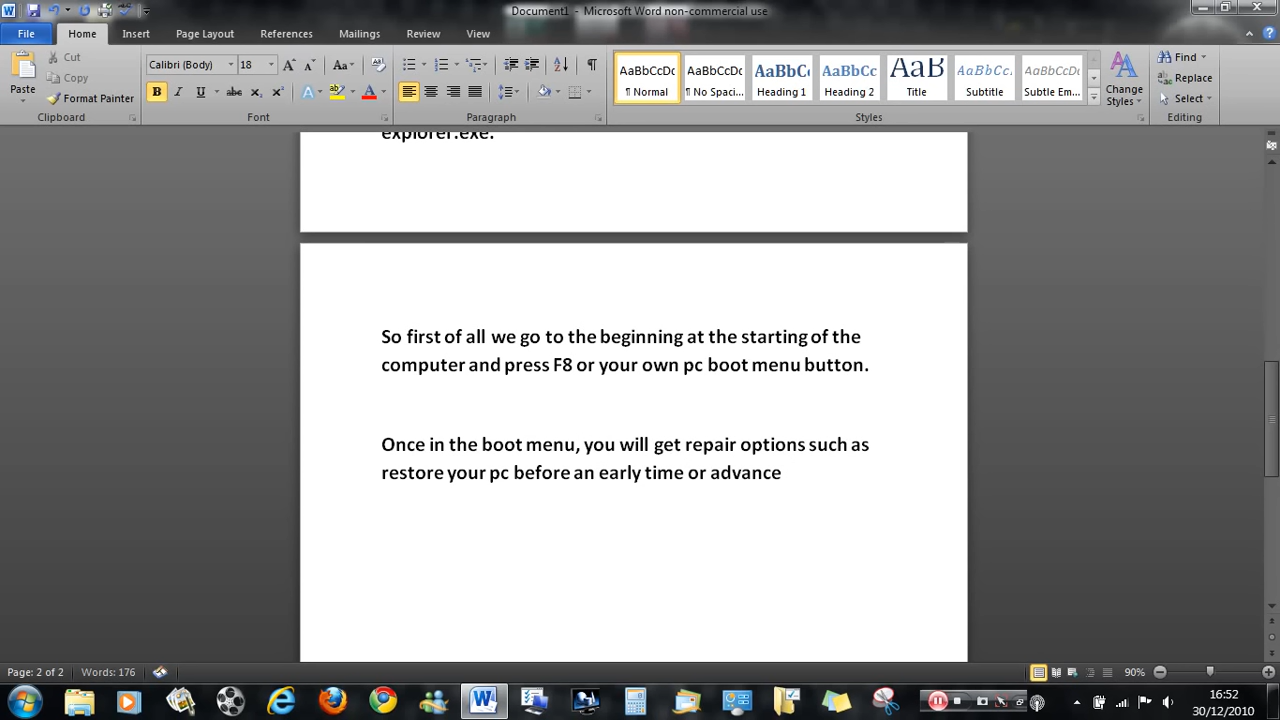 Document1 - Microsoft Word non-commercial use
File Home Insert Page Layout References Mailings Review View
Paste
Cut
Copy
Format Painter
Clipboard
Calibri (Body) 18
Font
Paragraph
AaBbCcDc AaBbCcDc AaBbCc AaBbCc AaB AaBbCc. AaBbCcDc
¶ Normal ¶ No Spaci... Heading 1 Heading 2 Title Subtitle Subtle Em...
Change
Styles
Styles
Find
Replace
Select
Editing
explorer.exe.
So first of all we go to the beginning at the starting of the
computer and press F8 or your own pc boot menu button.
Once in the boot menu, you will get repair options such as
restore your pc before an early time or advance
Page: 2 of 2 Words: 176
90%
16:52
30/12/2010